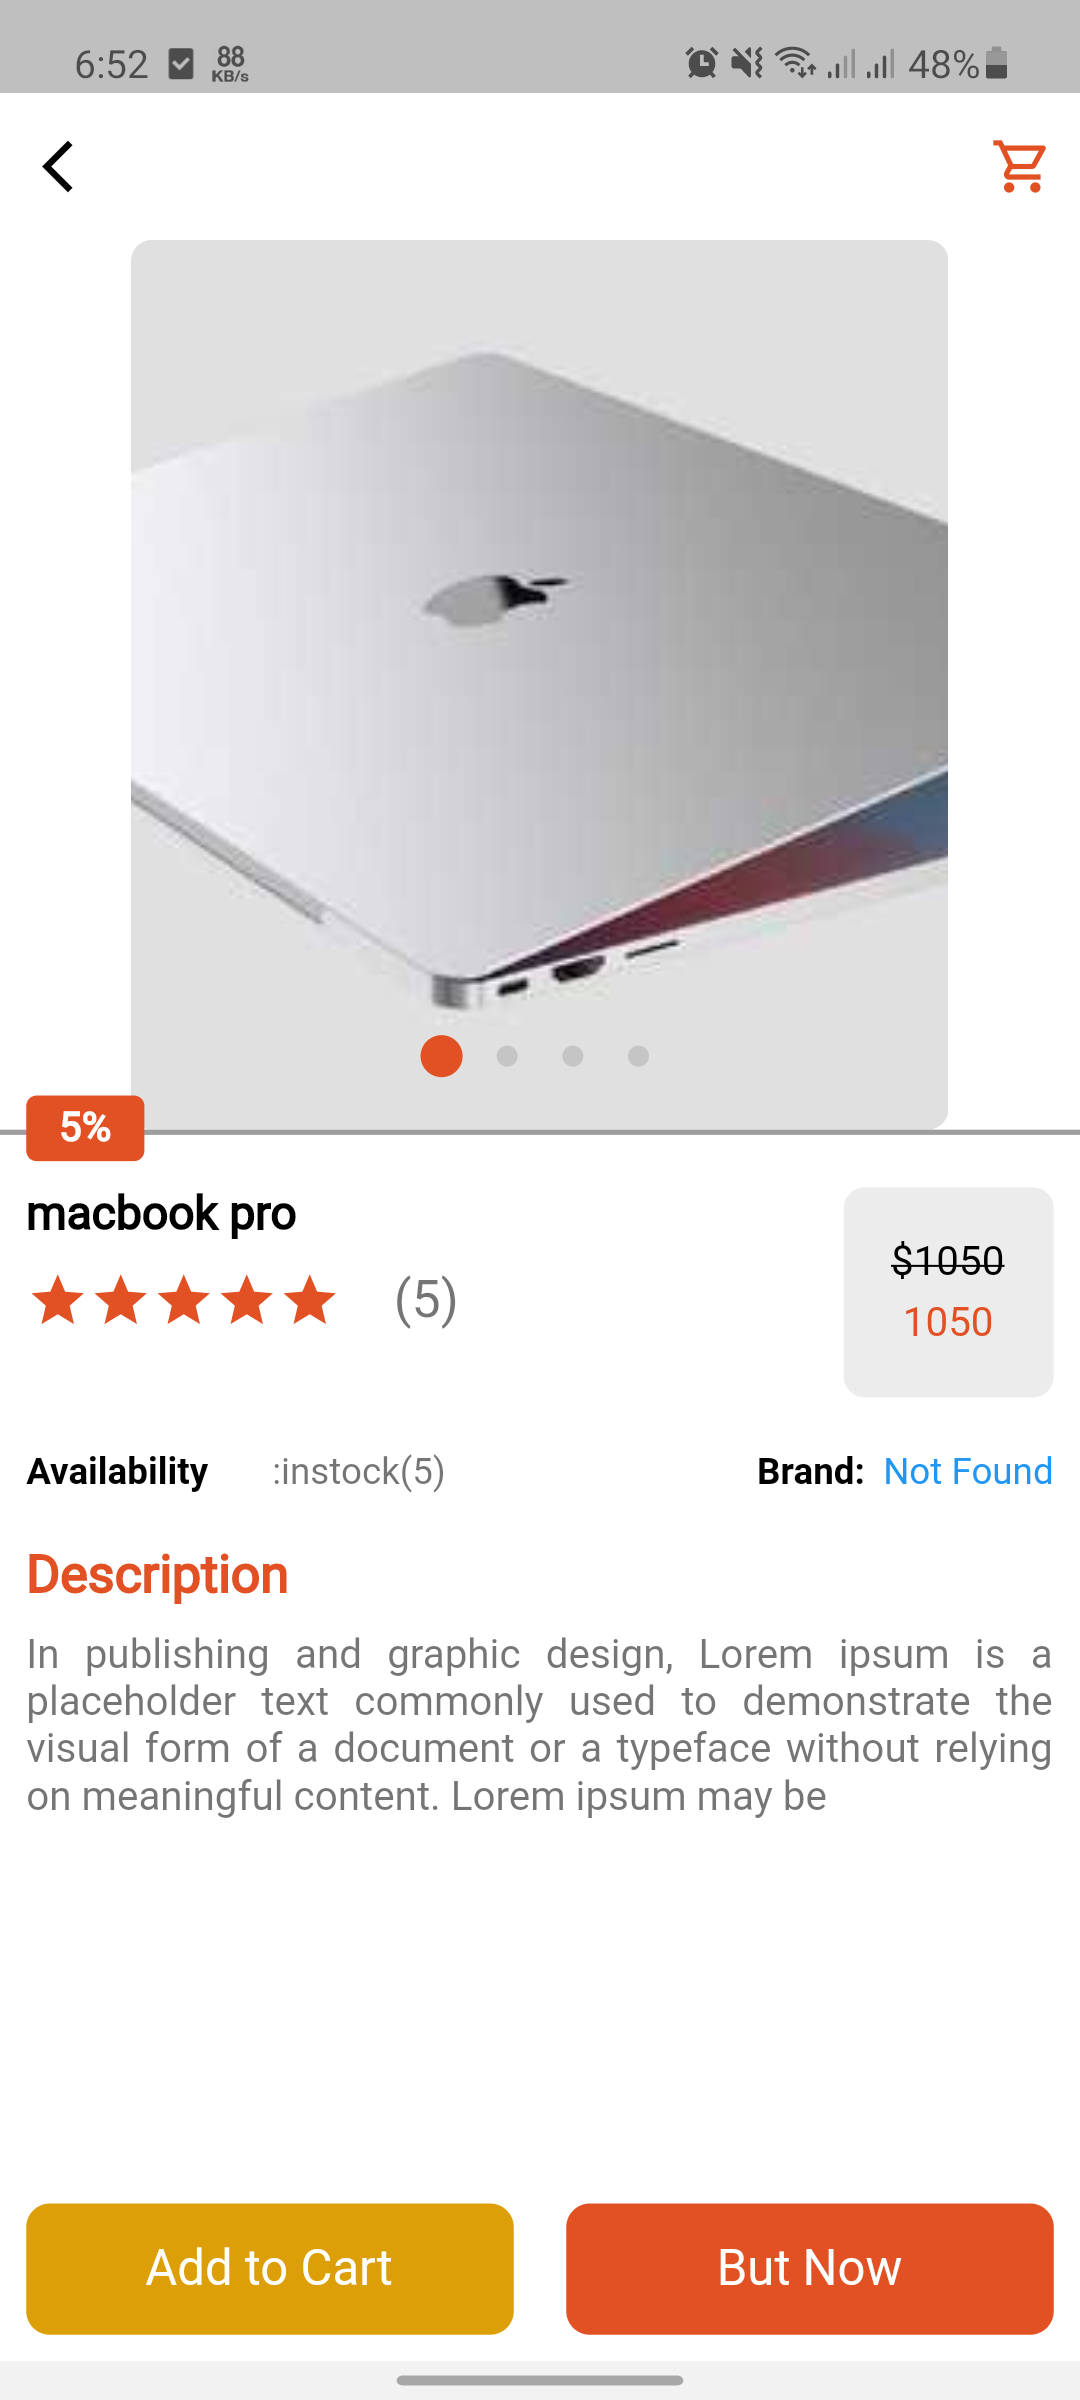 6:52 88 KB/s 48%
5%
macbook pro
(5)
$1050
1050
Availability :instock(5) Brand: Not Found
Description
In publishing and graphic design, Lorem ipsum is a
placeholder text commonly used to demonstrate the
visual form of a document or a typeface without relying
on meaningful content. Lorem ipsum may be
Add to Cart But Now